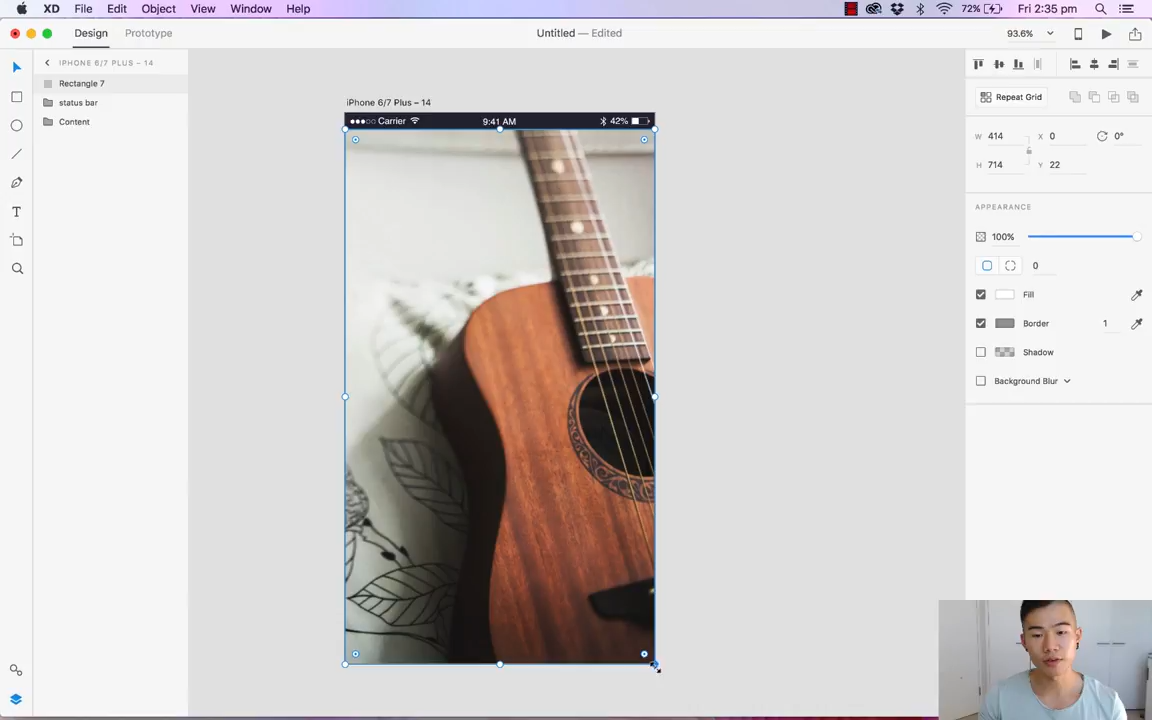 XD File Edit Object View Window Help 72% Fri 2:35 pm
Design Prototype Untitled — Edited 93.6%
IPHONE 6/7 PLUS – 14
Rectangle 7
status bar
Content
iPhone 6/7 Plus – 14
Carrier 9:41 AM 42%
Repeat Grid
W 414 X 0 0°
H 714 Y 22
APPEARANCE
100%
0
Fill
Border 1
Shadow
Background Blur